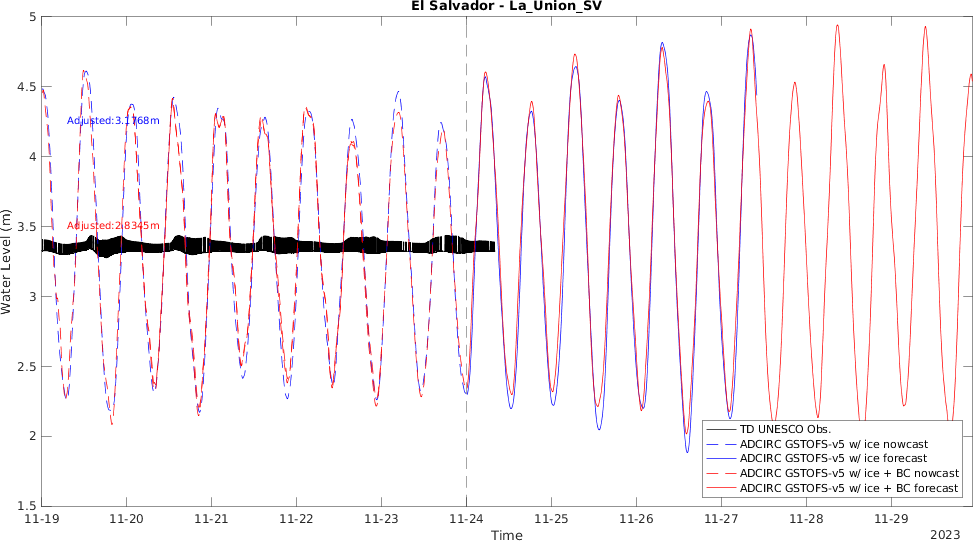 El Salvador - La_Union_SV
Water Level (m)
5
4.5
4
3.5
3
2.5
2
1.5
Adjusted:3.1768m
Adjusted:2.8345m
TD UNESCO Obs.
ADCIRC GSTOFS-v5 w/ ice nowcast
ADCIRC GSTOFS-v5 w/ ice forecast
ADCIRC GSTOFS-v5 w/ ice + BC nowcast
ADCIRC GSTOFS-v5 w/ ice + BC forecast
11-19 11-20 11-21 11-22 11-23 11-24 11-25 11-26 11-27 11-28 11-29
Time
2023